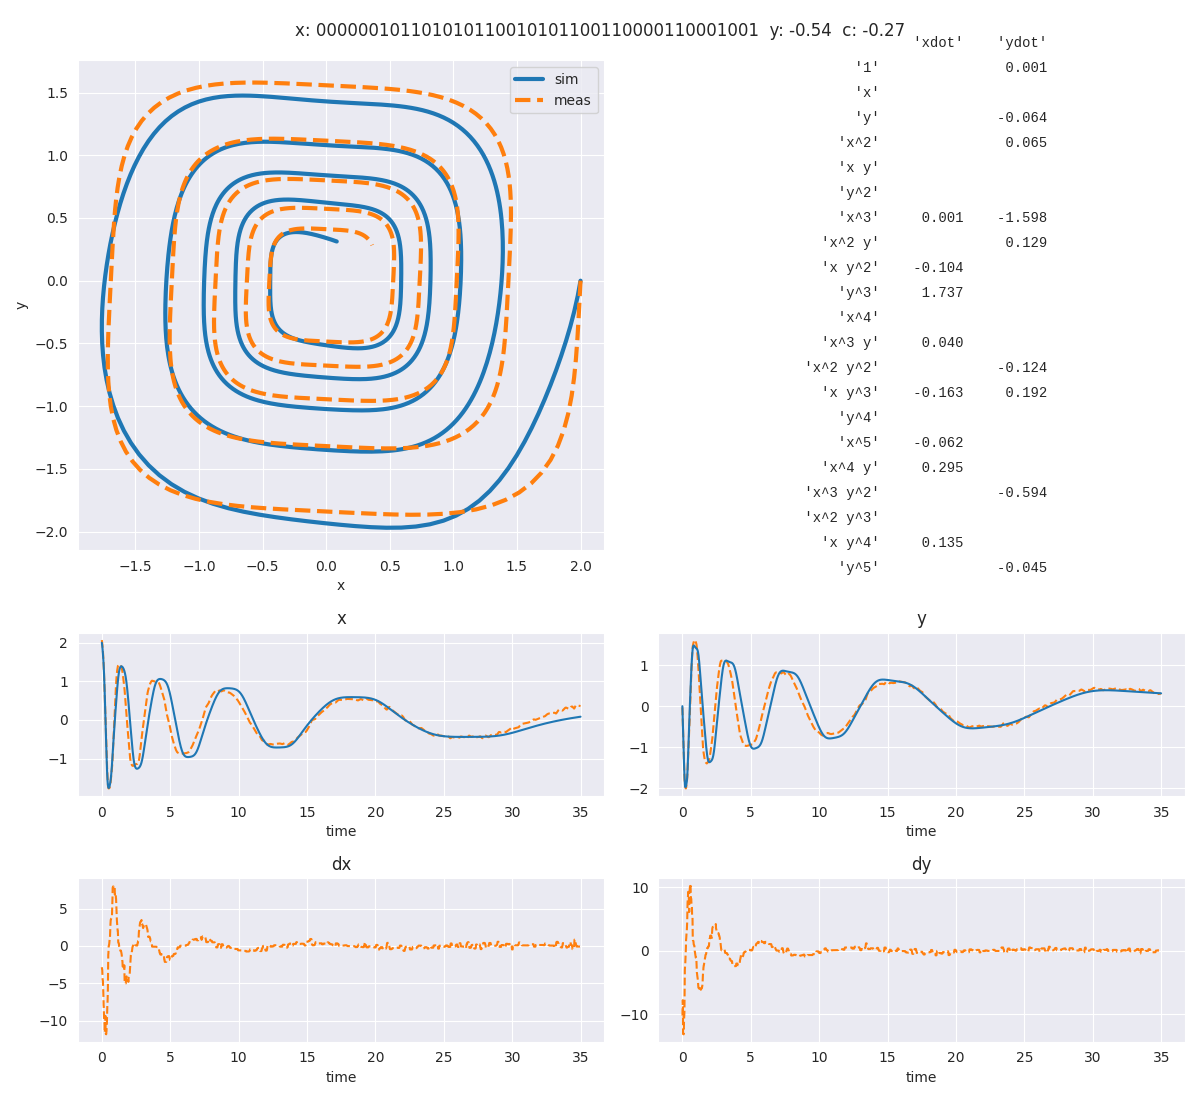 x: 000000101101010110010101100110000110001001  y: -0.54  c: -0.27
'xdot' 'ydot'
'1' 0.001
'x'
'y' -0.064
'x^2' 0.065
'x y'
'y^2'
'x^3' 0.001 -1.598
'x^2 y' 0.129
'x y^2' -0.104
'y^3' 1.737
'x^4'
'x^3 y' 0.040
'x^2 y^2' -0.124
'x y^3' -0.163 0.192
'y^4'
'x^5' -0.062
'x^4 y' 0.295
'x^3 y^2' -0.594
'x^2 y^3'
'x y^4' 0.135
'y^5' -0.045
sim
meas
1.5
1.0
0.5
0.0
−0.5
−1.0
−1.5
−2.0
y
−1.5 −1.0 −0.5 0.0 0.5 1.0 1.5 2.0
x
x
2
1
0
−1
0 5 10 15 20 25 30 35
time
y
1
0
−1
−2
0 5 10 15 20 25 30 35
time
dx
5
0
−5
−10
0 5 10 15 20 25 30 35
time
dy
10
0
−10
0 5 10 15 20 25 30 35
time